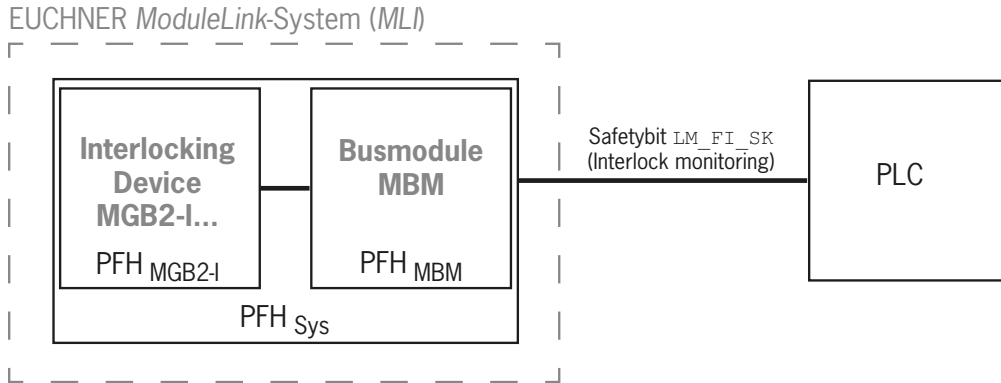 EUCHNER ModuleLink-System (MLI)
Interlocking
Device
MGB2-I...
PFH MGB2-I
Busmodule
MBM
PFH MBM
PFH Sys
Safetybit LM_FI_SK
(Interlock monitoring)
PLC